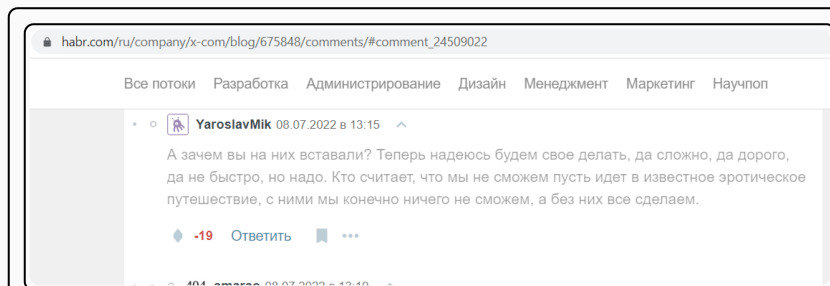 habr.com/ru/company/x-com/blog/675848/comments/#comment_24509022
Все потоки Разработка Администрирование Дизайн Менеджмент Маркетинг Научпоп
YaroslavMik 08.07.2022 в 13:15
А зачем вы на них вставали? Теперь надеюсь будем свое делать, да сложно, да дорого,
да не быстро, но надо. Кто считает, что мы не сможем пусть идет в известное эротическое
путешествие, с ними мы конечно ничего не сможем, а без них все сделаем.
-19 Ответить
08.07.2022 в